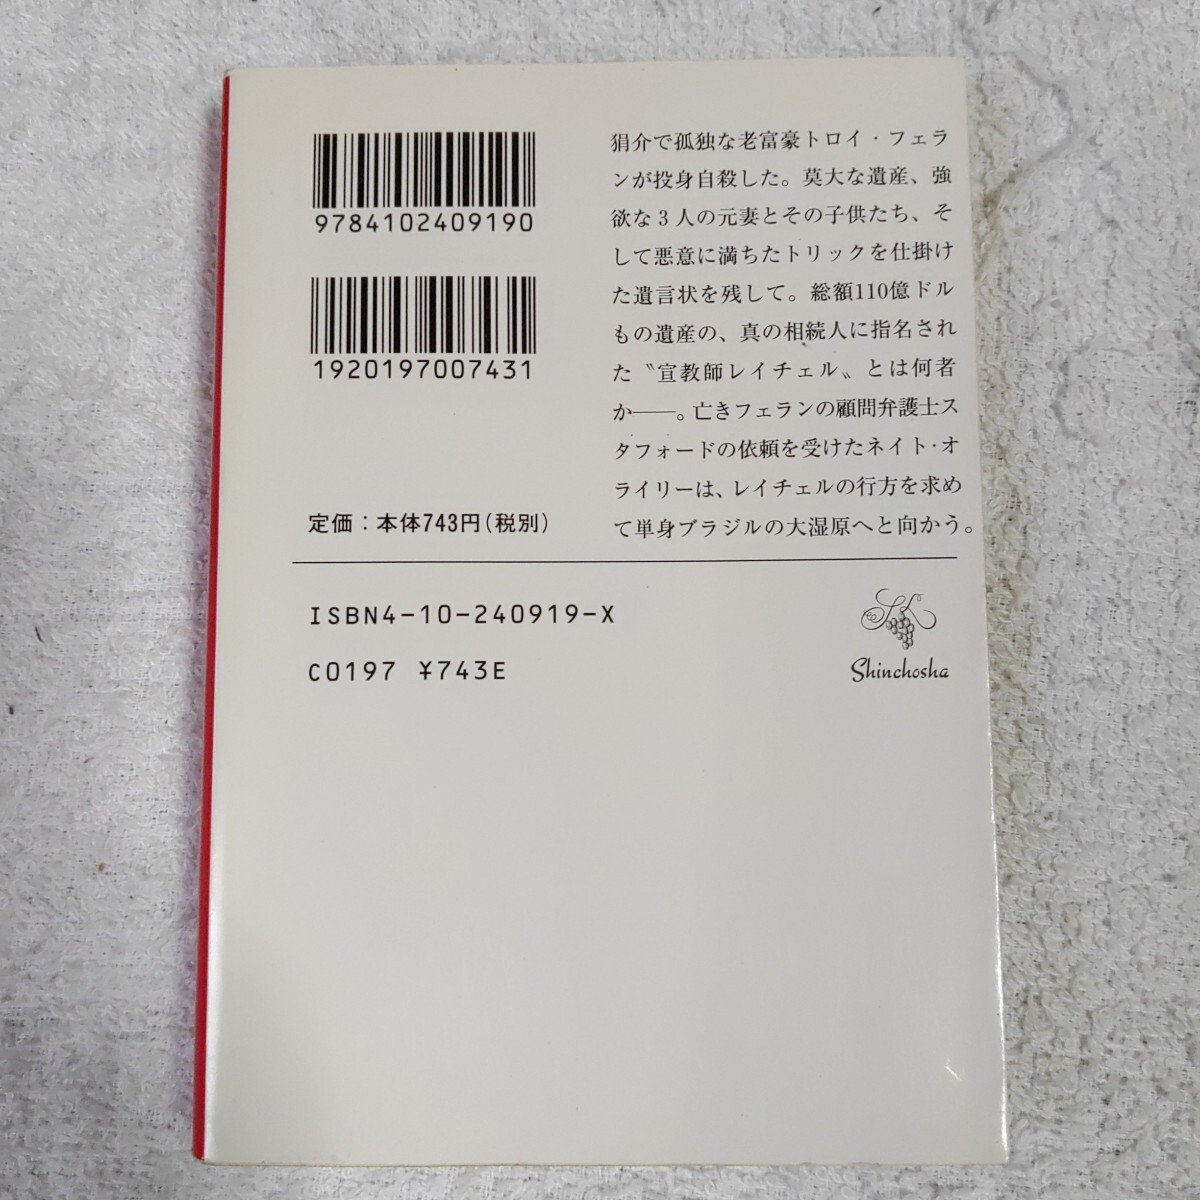 9784102409190
1920197007431
定価：本体743円（税別）
狷介で孤独な老富豪トロイ・フェラ
ンが投身自殺した。莫大な遺産、強
欲な3人の元妻とその子供たち、そ
して悪意に満ちたトリックを仕掛け
た遺言状を残して。総額110億ドル
もの遺産の、真の相続人に指名され
た〝宣教師レイチェル〟とは何者
か――。亡きフェランの顧問弁護士ス
タフォードの依頼を受けたネイト・オ
ライリーは、レイチェルの行方を求め
て単身ブラジルの大湿原へと向かう。
ISBN4-10-240919-X
C0197 ¥743E
Shinchosha